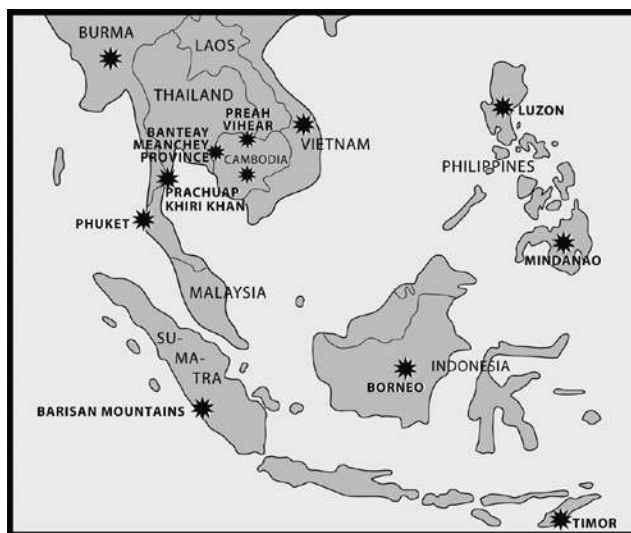 BURMA
LAOS
THAILAND
PREAH
VIHEAR
BANTEAY
MEANCHEY
PROVINCE
CAMBODIA
VIETNAM
PRACHUAP
KHIRI KHAN
PHUKET
LUZON
PHILIPPINES
MINDANAO
MALAYSIA
SU-
MA-
TRA
BARISAN MOUNTAINS
INDONESIA
BORNEO
TIMOR